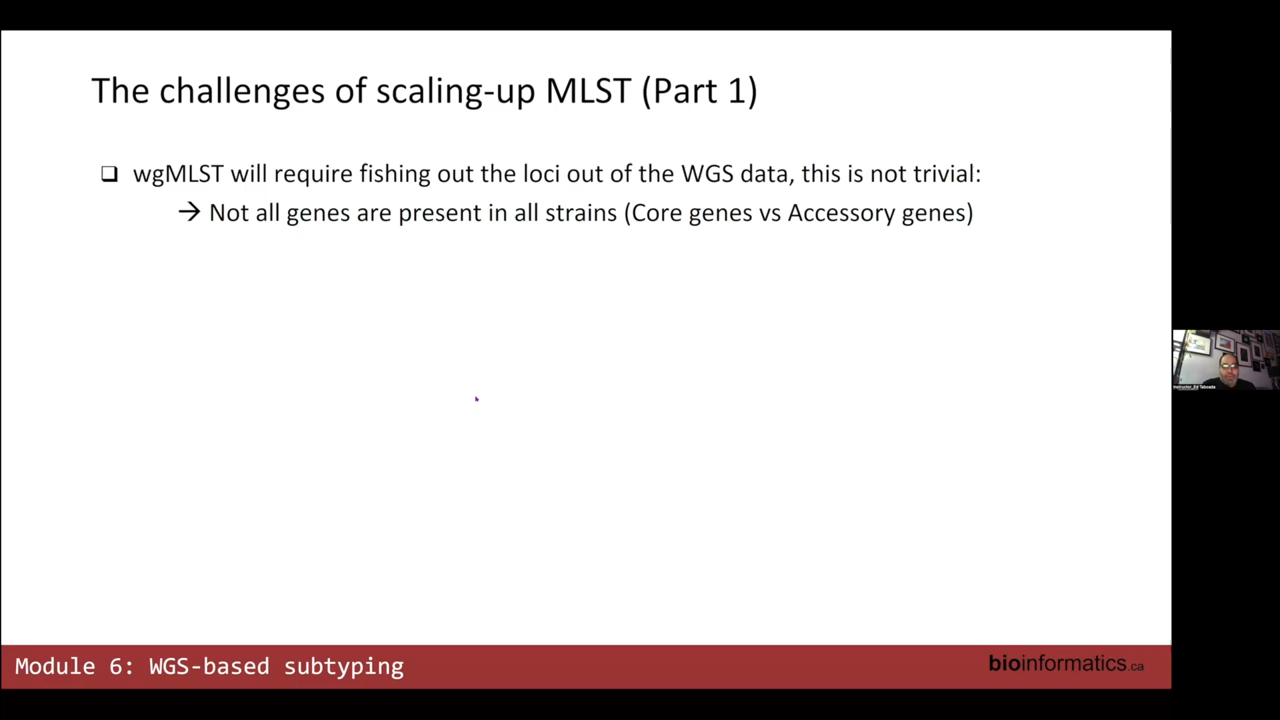 The challenges of scaling-up MLST (Part 1)
❑ wgMLST will require fishing out the loci out of the WGS data, this is not trivial:
→ Not all genes are present in all strains (Core genes vs Accessory genes)
Instructor_Ed Taboada
Module 6: WGS-based subtyping
bioinformatics.ca